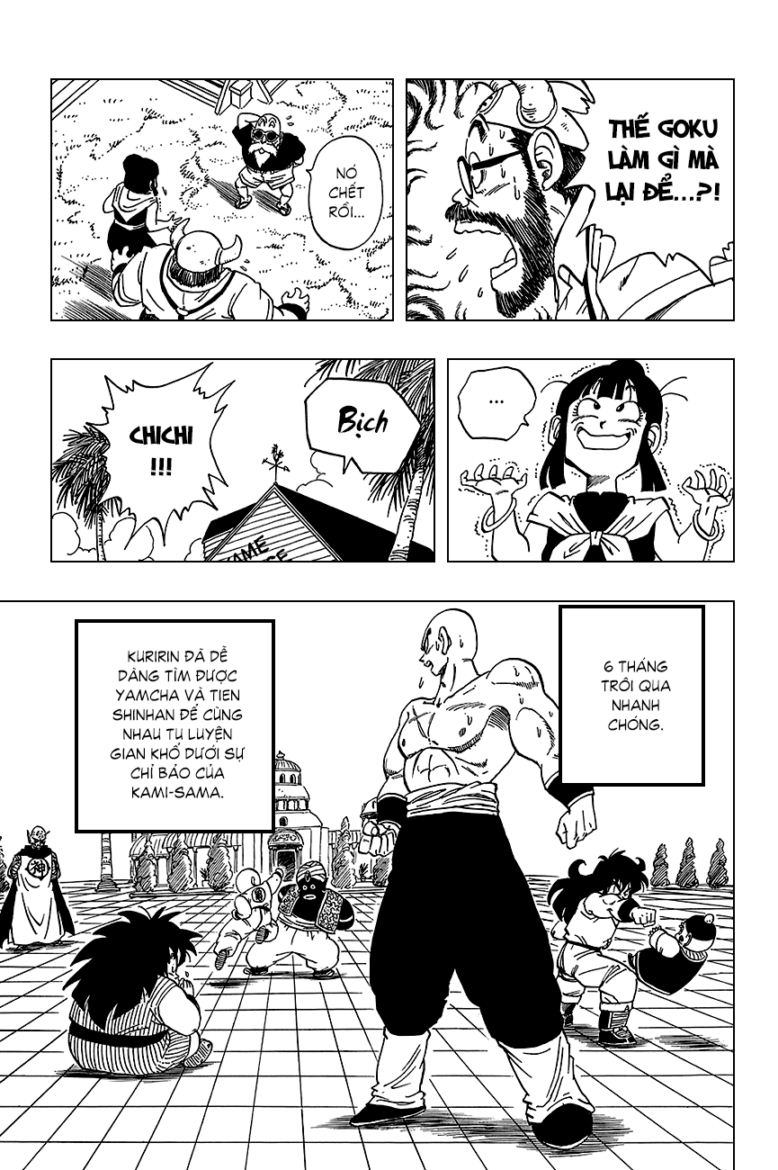 THẾ GOKU
LÀM GÌ MÀ
LẠI ĐỂ...?!
NÓ
CHẾT
RỒI...
...
Bịch
CHICHI
!!!
KAME
6 THÁNG
TRÔI QUA
NHANH
CHÓNG.
KURIRIN ĐÃ DỄ
DÀNG TÌM ĐƯỢC
YAMCHA VÀ TIEN
SHINHAN ĐỂ CÙNG
NHAU TU LUYỆN
GIAN KHỔ DƯỚI SỰ
CHỈ BẢO CỦA
KAMI-SAMA.
神